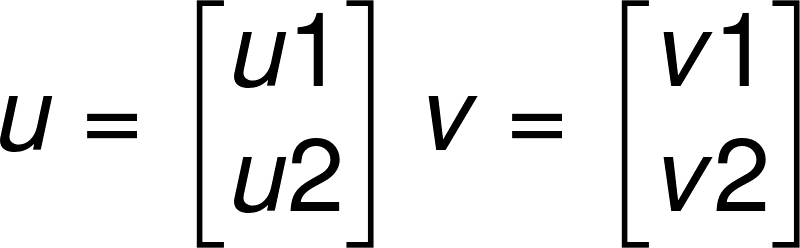 u = [u1 u2] v = [v1 v2]